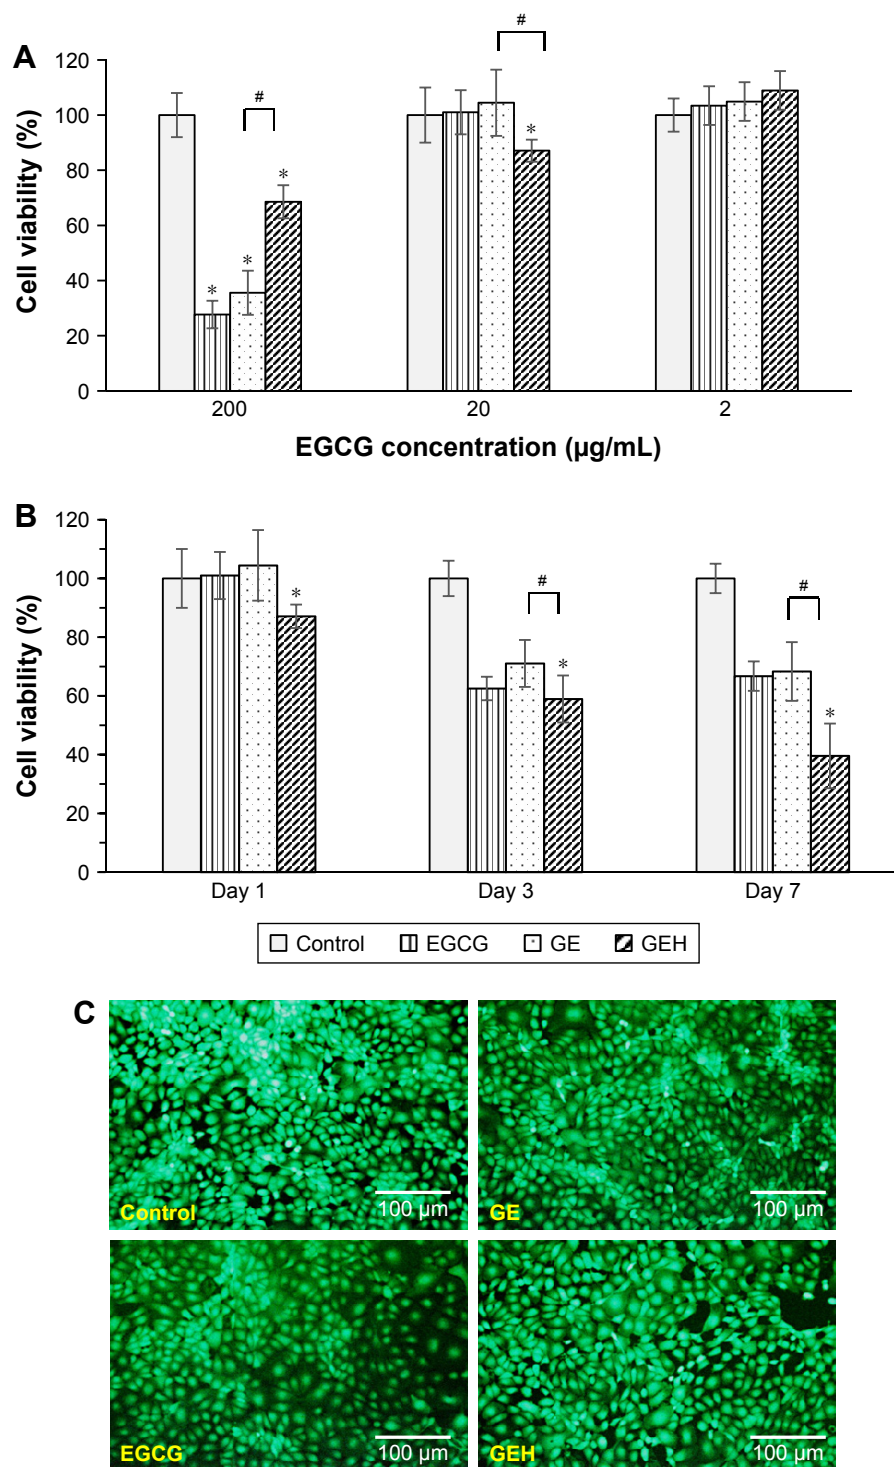 A
#
#
120
100
80
60
40
20
0
Cell viability (%)
*
*
*
*
200
20
2
EGCG concentration (µg/mL)
B
120
100
80
60
40
20
0
Cell viability (%)
*
#
*
#
*
Day 1
Day 3
Day 7
Control
EGCG
GE
GEH
C
Control
100 µm
GE
100 µm
EGCG
100 µm
GEH
100 µm